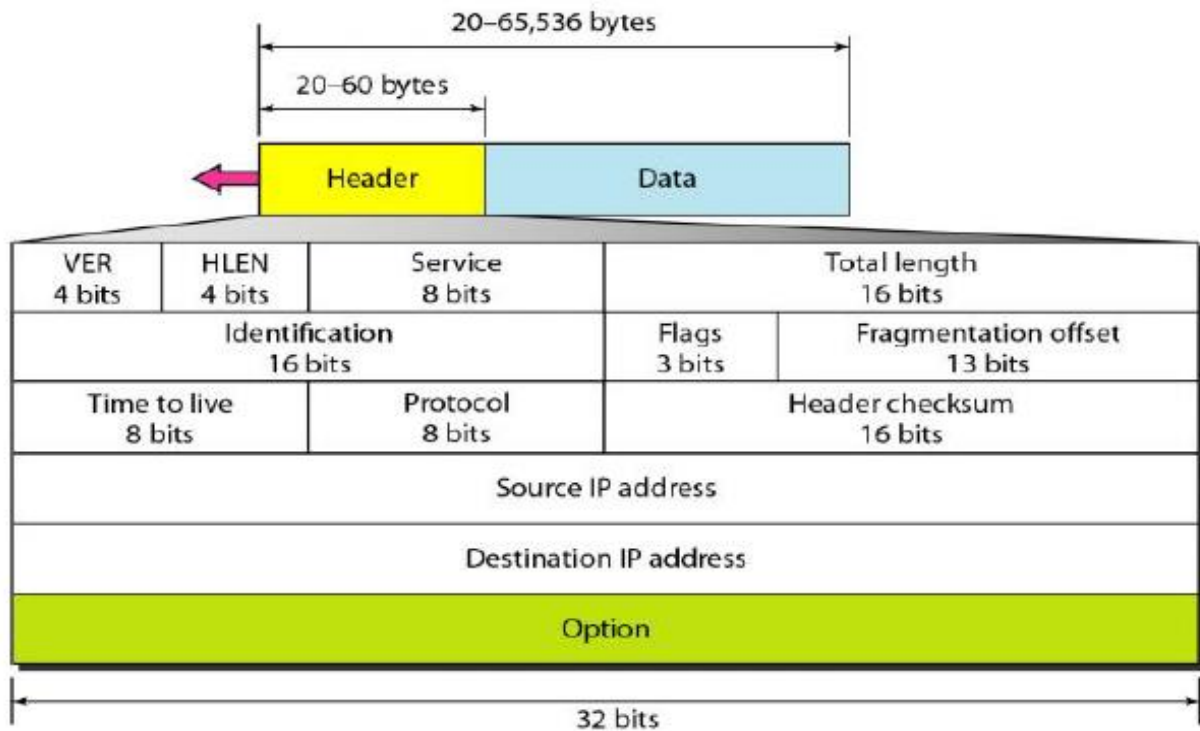 20–65,536 bytes
20–60 bytes
Header
Data
VER
4 bits
HLEN
4 bits
Service
8 bits
Total length
16 bits
Identification
16 bits
Flags
3 bits
Fragmentation offset
13 bits
Time to live
8 bits
Protocol
8 bits
Header checksum
16 bits
Source IP address
Destination IP address
Option
32 bits